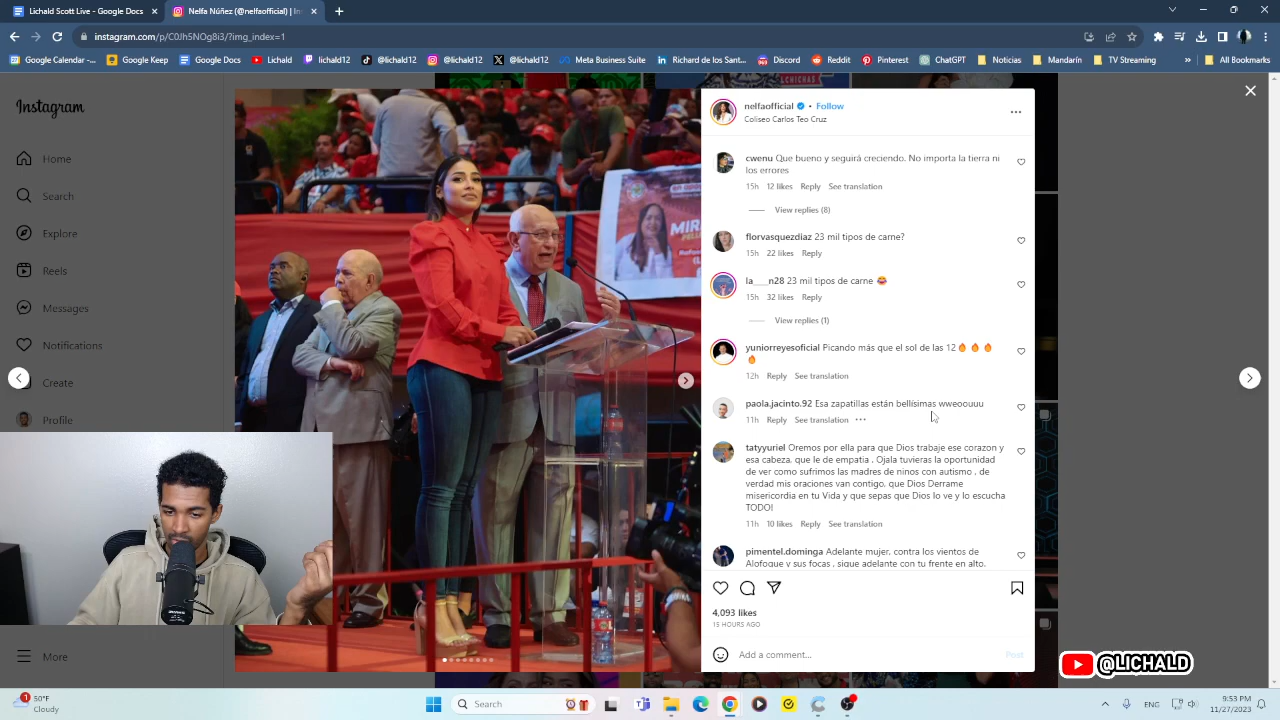 Lichald Scott Live - Google Docs
Nelfa Nuñez
instagram.com/p/C0Jh5NOg8i3/?img_index=1
Google Calendar -...
Google Keep
Google Docs
Lichald
lichald12
@lichald12
@lichald12
@lichald12
Meta Business Suite
Richard de los Sant...
Discord
Reddit
Pinterest
ChatGPT
Noticias
Mandarín
TV Streaming
»
All Bookmarks
Instagram
Home
Search
Explore
Reels
Messages
Notifications
Create
More
nelfaofficial • Follow
Coliseo Carlos Teo Cruz
cwenu Que bueno y seguirá creciendo. No importa la tierra ni
los errores
15h 12 likes Reply See translation
View replies (8)
florvasquezdiaz 23 mil tipos de carne?
15h 22 likes Reply
la____n28 23 mil tipos de carne 😂
15h 32 likes Reply
View replies (1)
yuniorreyesoficial Picando más que el sol de las 12🔥 🔥 🔥
🔥
12h Reply See translation
paola.jacinto.92 Esa zapatillas están bellísimas wweoouuu
11h Reply See translation •••
tatyyuriel Oremos por ella para que Dios trabaje ese corazon y
esa cabeza, que le de empatia . Ojala tuvieras la oportunidad
de ver como sufrimos las madres de ninos con autismo , de
verdad mis oraciones van contigo, que Dios Derrame
misericordia en tu Vida y que sepas que Dios lo ve y lo escucha
TODO!
11h 10 likes Reply See translation
pimentel.dominga Adelante mujer, contra los vientos de
Alofoque y sus focas , sigue adelante con tu frente en alto.
4,093 likes
15 HOURS AGO
Add a comment...
Post
@LICHALD
50°F
Cloudy
Search
ENG
9:53 PM
11/27/2023